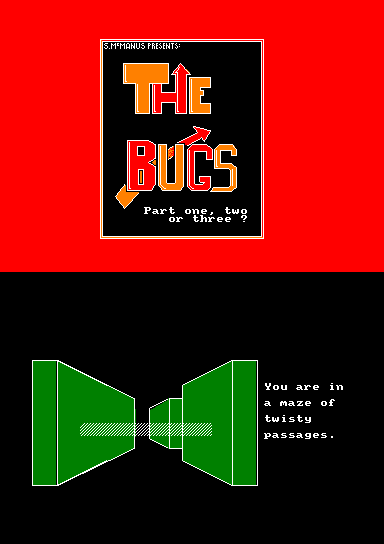 S.McMANUS PRESENTS:
THE
BUGS
Part one, two
or three ?
You are in
a maze of
twisty
passages.